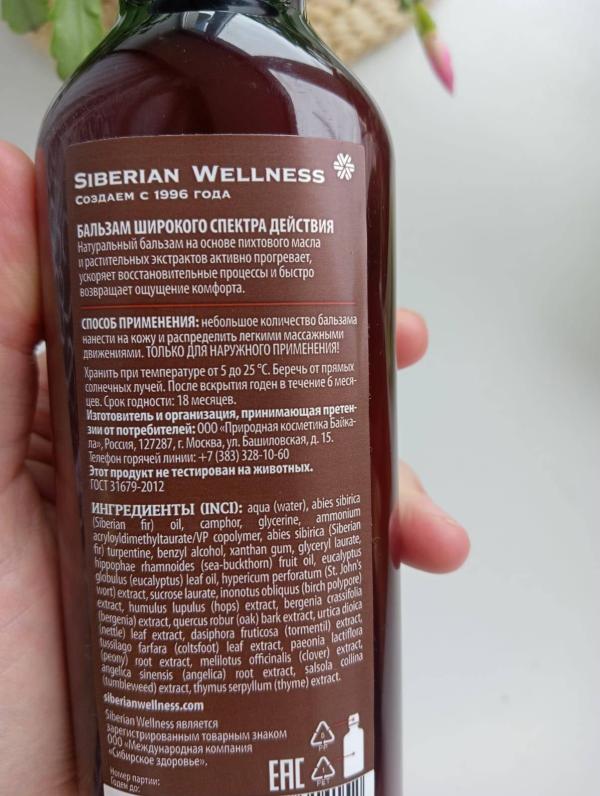 SIBERIAN WELLNESS
СОЗДАЕМ С 1996 ГОДА
БАЛЬЗАМ ШИРОКОГО СПЕКТРА ДЕЙСТВИЯ
Натуральный бальзам на основе пихтового масла
и растительных экстрактов активно прогревает,
ускоряет восстановительные процессы и быстро
возвращает ощущение комфорта.
СПОСОБ ПРИМЕНЕНИЯ: небольшое количество бальзама
нанести на кожу и распределить легкими массажными
движениями. ТОЛЬКО ДЛЯ НАРУЖНОГО ПРИМЕНЕНИЯ!
Хранить при температуре от 5 до 25 °С. Беречь от прямых
солнечных лучей. После вскрытия годен в течение 6 меся-
цев. Срок годности: 18 месяцев.
Изготовитель и организация, принимающая претен-
зии от потребителей: ООО «Природная косметика Байка-
ла», Россия, 127287, г. Москва, ул. Башиловская, д. 15.
Телефон горячей линии: +7 (383) 328-10-60
Этот продукт не тестирован на животных.
ГОСТ 31679-2012
ИНГРЕДИЕНТЫ (INCI): aqua (water), abies sibirica
(Siberian fir) oil, camphor, glycerine, ammonium
acryloyldimethyltaurate/VP copolymer, abies sibirica (Siberian
fir) turpentine, benzyl alcohol, xanthan gum, glyceryl laurate,
hippophae rhamnoides (sea-buckthorn) fruit oil, eucalyptus
globulus (eucalyptus) leaf oil, hypericum perforatum (St. John's
wort) extract, sucrose laurate, inonotus obliquus (birch polypore)
extract, humulus lupulus (hops) extract, bergenia crassifolia
(bergenia) extract, quercus robur (oak) bark extract, urtica dioica
(nettle) leaf extract, dasiphora fruticosa (tormentil) extract,
tussilago farfara (coltsfoot) leaf extract, paeonia lactiflora
(peony) root extract, melilotus officinalis (clover) extract,
angelica sinensis (angelica) root extract, salsola collina
(tumbleweed) extract, thymus serpyllum (thyme) extract.
siberianwellness.com
Siberian Wellness является
зарегистрированным товарным знаком
ООО «Международная компания
«Сибирское здоровье».
Номер партии:
Годен до:
EAC
PP
PET